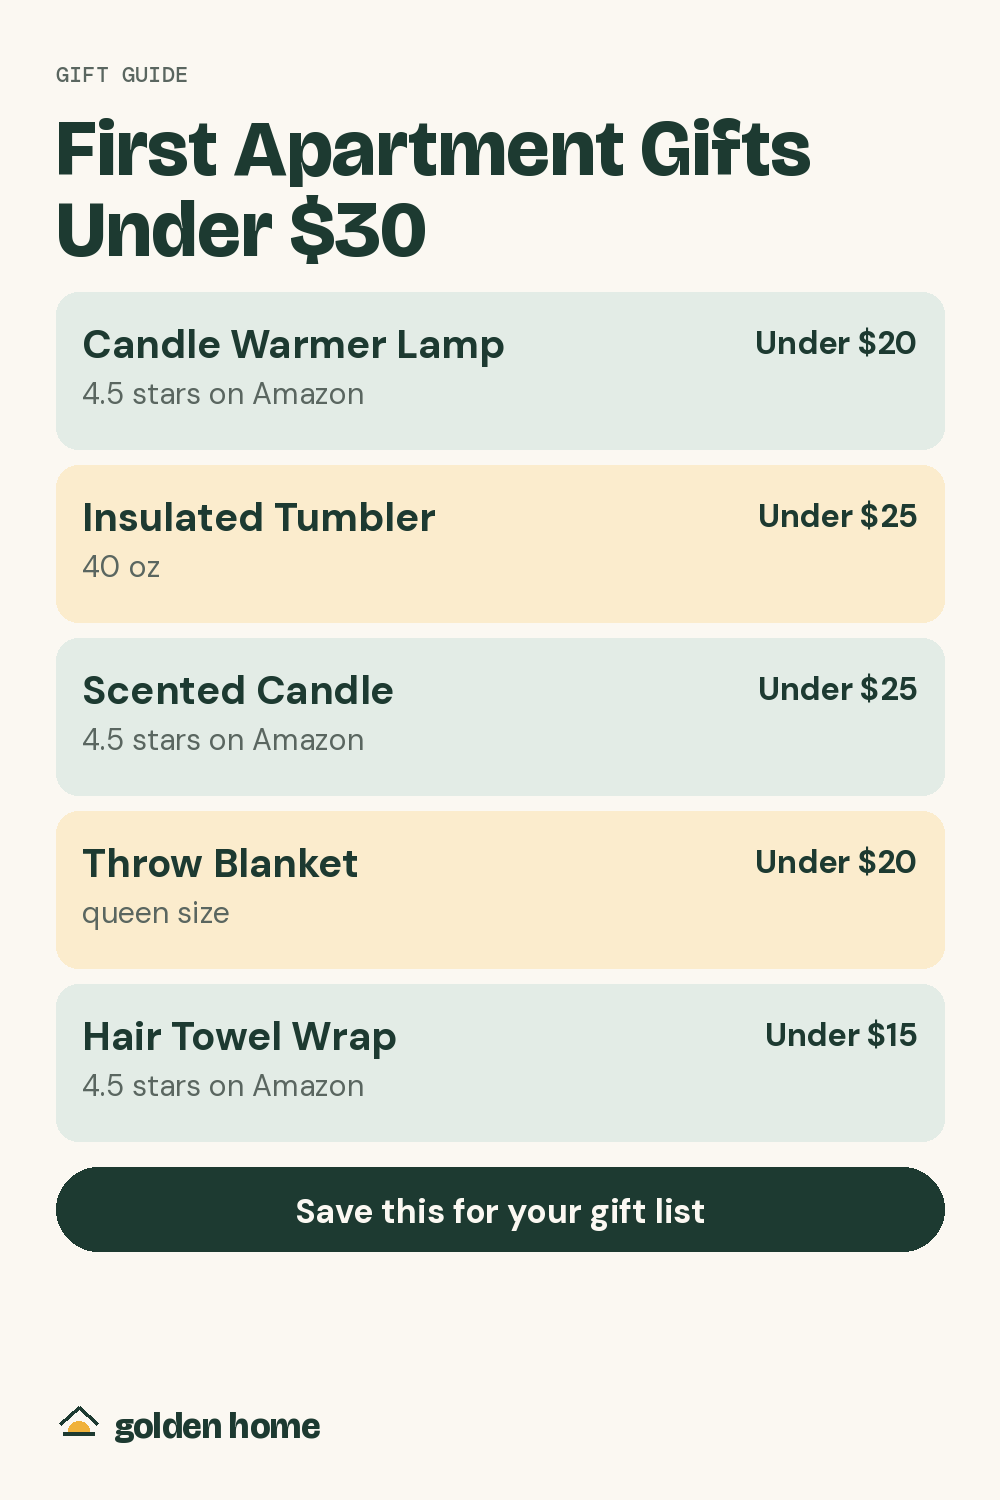 GIFT GUIDE
First Apartment Gifts
Under $30
Candle Warmer Lamp
Under $20
4.5 stars on Amazon
Insulated Tumbler
Under $25
40 oz
Scented Candle
Under $25
4.5 stars on Amazon
Throw Blanket
Under $20
queen size
Hair Towel Wrap
Under $15
4.5 stars on Amazon
Save this for your gift list
golden home